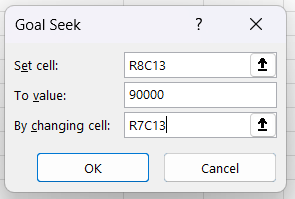 Goal Seek ?
Set cell: R8C13
To value: 90000
By changing cell: R7C13
OK Cancel